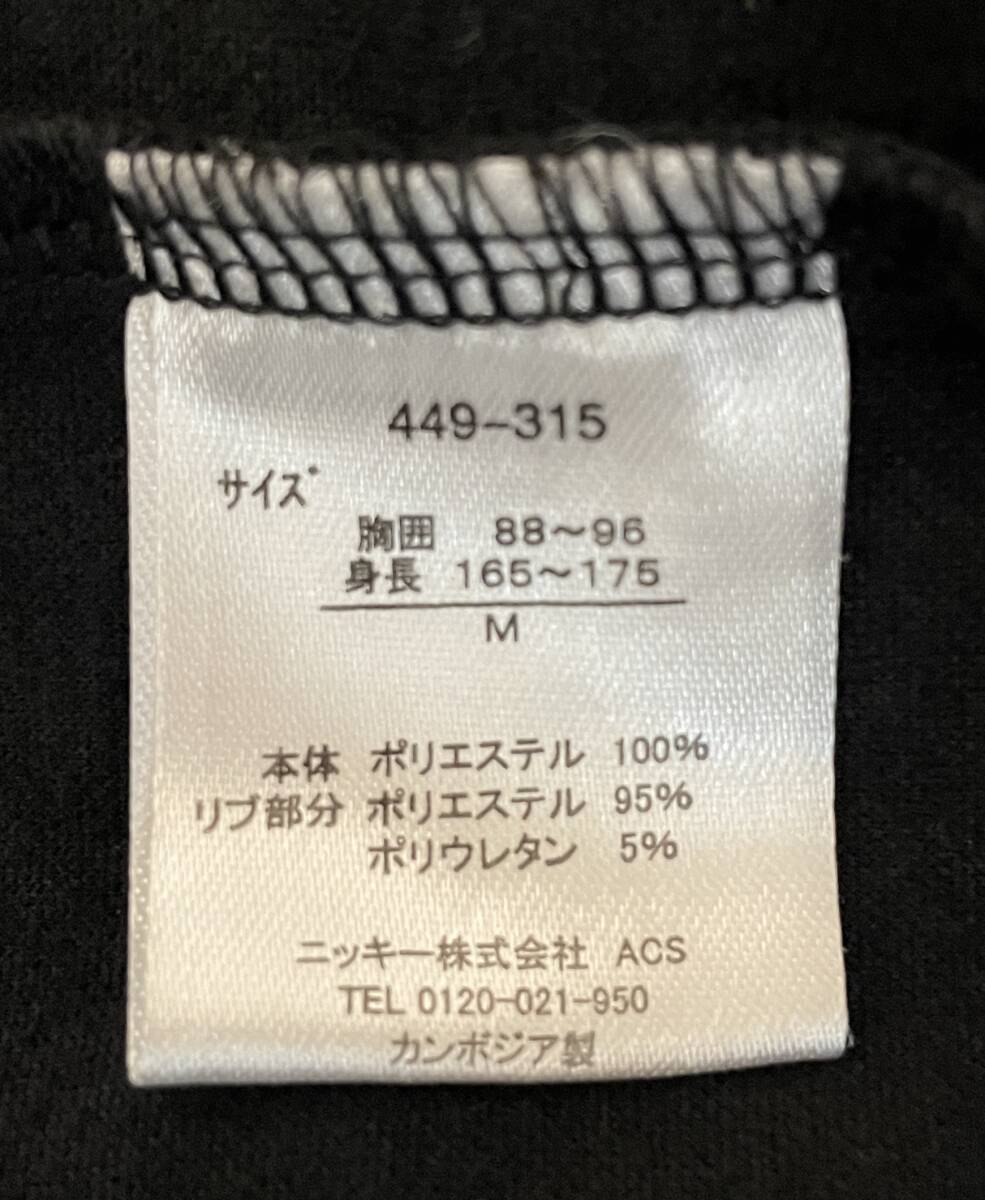 449-315
サイズ
胸囲 88～96
身長 165～175
M
本体 ポリエステル 100%
リブ部分 ポリエステル 95%
ポリウレタン 5%
ニッキー株式会社 ACS
TEL 0120-021-950
カンボジア製